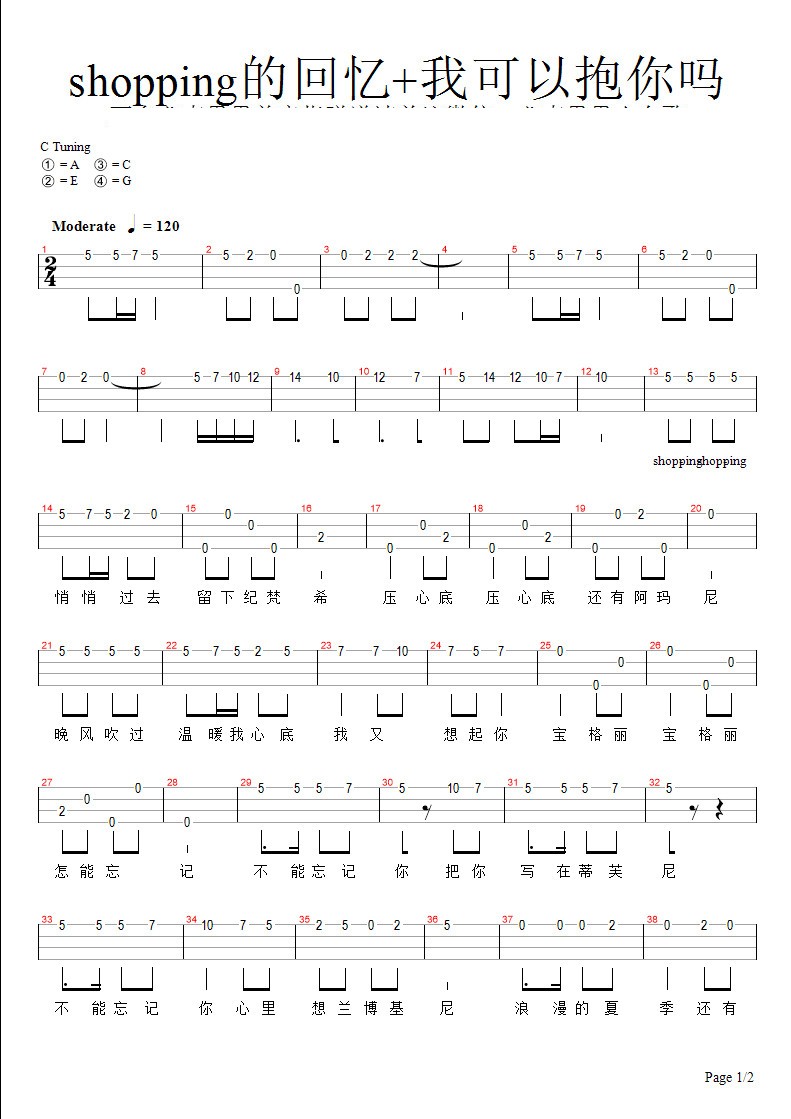 shopping的回忆+我可以抱你吗
C Tuning
① = A ③ = C
② = E ④ = G
Moderate ♩ = 120
1 2 3 4 5 6
2
4
5 5 7 5 5 2 0 0 0 2 2 2 5 5 7 5 5 2 0 0
7 8 9 10 11 12 13
0 2 0 5 7 10 12 14 10 12 7 5 14 12 10 7 10 5 5 5 5
shoppingshopping
14 15 16 17 18 19 20
5 7 5 2 0 0 0 0 0 2 0 0 2 0 0 2 0 0 2 0 0
悄 悄 过 去 留 下 纪 梵 希 压 心 底 压 心 底 还 有 阿 玛 尼
21 22 23 24 25 26
5 5 5 5 5 7 5 2 5 7 7 10 7 5 7 0 0 0 0 0 0
晚 风 吹 过 温 暖 我 心 底 我 又 想 起 你 宝 格 丽 宝 格 丽
27 28 29 30 31 32
2 0 0 0 0 5 5 5 7 5 10 7 5 5 5 7 5
怎 能 忘 记 不 能 忘 记 你 把 你 写 在 蒂 芙 尼
33 34 35 36 37 38
5 5 5 7 10 7 5 2 5 0 2 5 0 0 0 2 0 2 0
不 能 忘 记 你 心 里 想 兰 博 基 尼 浪 漫 的 夏 季 还 有
Page 1/2